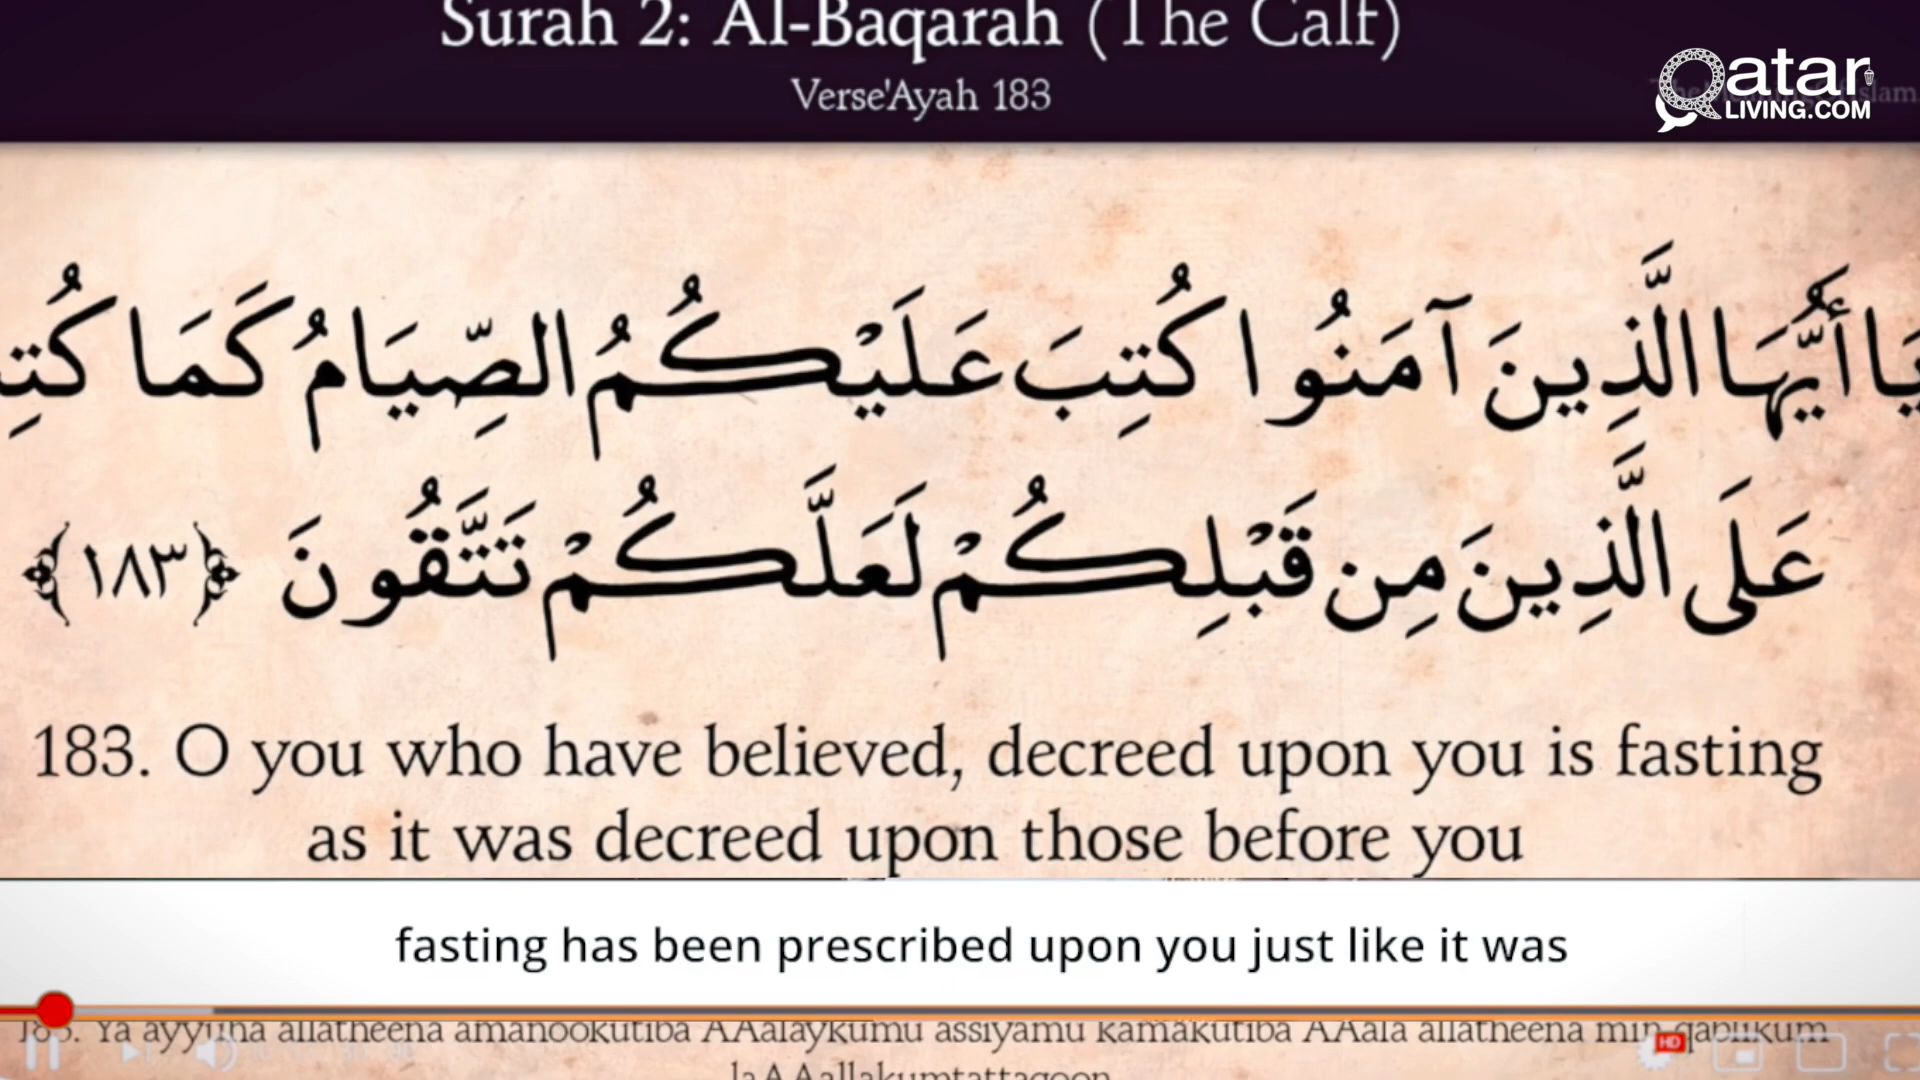 Surah 2: Al-Baqarah (The Calf)
Verse'Ayah 183
Qatar
LIVING.COM
يَا أَيُّهَا الَّذِينَ آمَنُوا كُتِبَ عَلَيْكُمُ الصِّيَامُ كَمَا
عَلَى الَّذِينَ مِن قَبْلِكُمْ لَعَلَّكُمْ تَتَّقُونَ ﴿١٨٣﴾
183. O you who have believed, decreed upon you is fasting
as it was decreed upon those before you
fasting has been prescribed upon you just like it was
183. Ya ayyuha allatheena amanookutiba AAalaykumu assiyamu kamakutiba AAala allatheena min qablikum
HD
laAAallakumtattaqoon